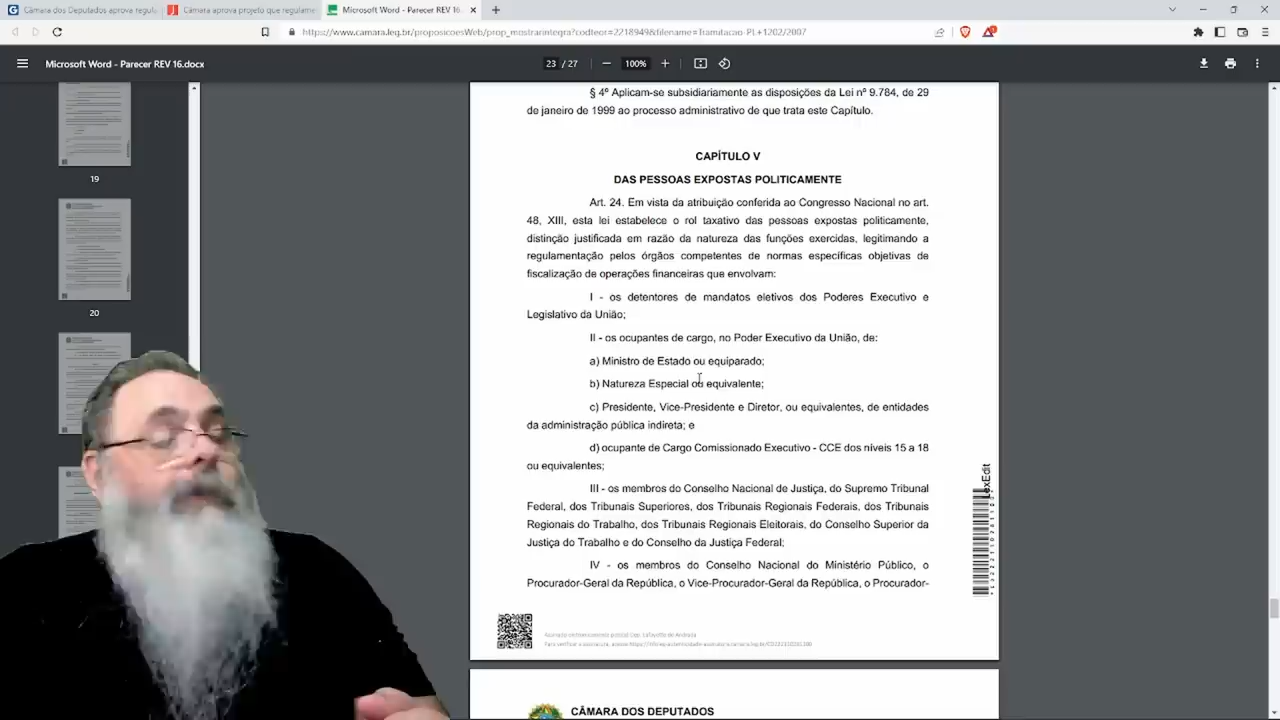 Câmara dos Deputados aprova regul
Câmara aprova projeto que regulame
Microsoft Word - Parecer REV 16.
https://www.camara.leg.br/proposicoesWeb/prop_mostrarintegra?codteor=2218949&filename=Tramitacao-PL+1202/2007
Microsoft Word - Parecer REV 16.docx
23 / 27
100%
§ 4º Aplicam-se subsidiariamente as disposições da Lei nº 9.784, de 29
de janeiro de 1999 ao processo administrativo de que trata este Capítulo.
CAPÍTULO V
DAS PESSOAS EXPOSTAS POLITICAMENTE
Art. 24. Em vista da atribuição conferida ao Congresso Nacional no art.
48, XIII, esta lei estabelece o rol taxativo das pessoas expostas politicamente,
distinção justificada em razão da natureza das funções exercidas, legitimando a
regulamentação pelos órgãos competentes de normas específicas objetivas de
fiscalização de operações financeiras que envolvam:
I - os detentores de mandatos eletivos dos Poderes Executivo e
Legislativo da União;
II - os ocupantes de cargo, no Poder Executivo da União, de:
a) Ministro de Estado ou equiparado;
b) Natureza Especial ou equivalente;
c) Presidente, Vice-Presidente e Diretor, ou equivalentes, de entidades
da administração pública indireta; e
d) ocupante de Cargo Comissionado Executivo - CCE dos níveis 15 a 18
ou equivalentes;
III - os membros do Conselho Nacional de Justiça, do Supremo Tribunal
Federal, dos Tribunais Superiores, dos Tribunais Regionais Federais, dos Tribunais
Regionais do Trabalho, dos Tribunais Regionais Eleitorais, do Conselho Superior da
Justiça do Trabalho e do Conselho da Justiça Federal;
IV - os membros do Conselho Nacional do Ministério Público, o
Procurador-Geral da República, o Vice-Procurador-Geral da República, o Procurador-
LexEdit
19
20
CÂMARA DOS DEPUTADOS